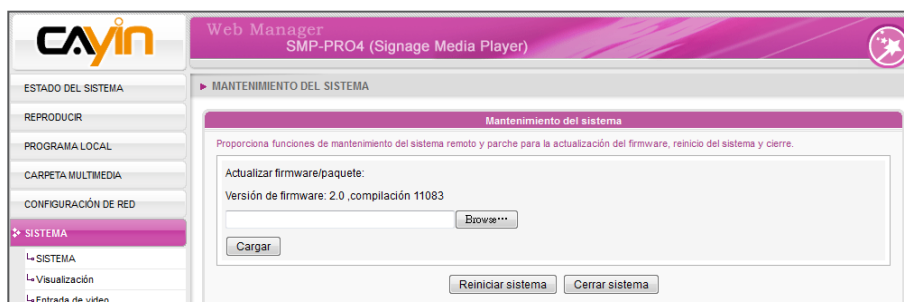 CAYIN
Web Manager
SMP-PRO4 (Signage Media Player)
ESTADO DEL SISTEMA
REPRODUCIR
PROGRAMA LOCAL
CARPETA MULTIMEDIA
CONFIGURACIÓN DE RED
SISTEMA
SISTEMA
Visualización
Entrada de video
MANTENIMIENTO DEL SISTEMA
Mantenimiento del sistema
Proporciona funciones de mantenimiento del sistema remoto y parche para la actualización del firmware, reinicio del sistema y cierre.
Actualizar firmware/paquete:
Versión de firmware: 2.0 ,compilación 11083
Browse…
Cargar
Reiniciar sistema Cerrar sistema